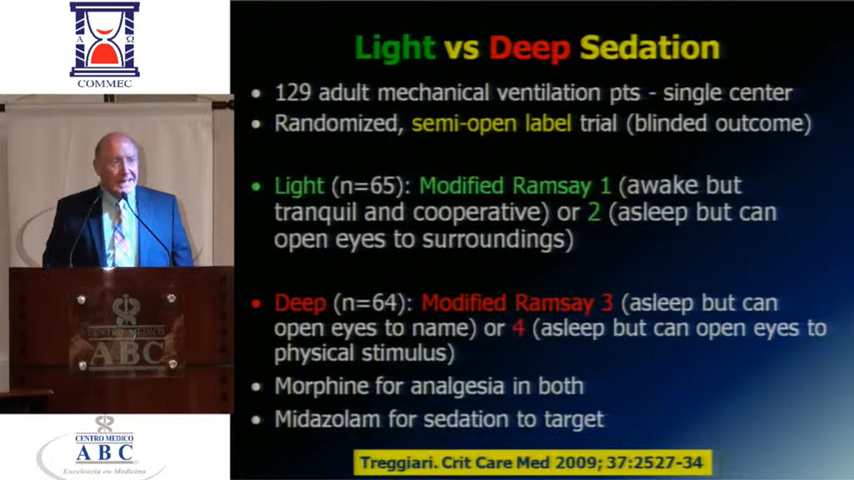 A Ω
COMMEC
CENTRO MEDICO
ABC
CENTRO MEDICO
ABC
Excelencia en Medicina
Light vs Deep Sedation
• 129 adult mechanical ventilation pts - single center
• Randomized, semi-open label trial (blinded outcome)
• Light (n=65): Modified Ramsay 1 (awake but
tranquil and cooperative) or 2 (asleep but can
open eyes to surroundings)
• Deep (n=64): Modified Ramsay 3 (asleep but can
open eyes to name) or 4 (asleep but can open eyes to
physical stimulus)
• Morphine for analgesia in both
• Midazolam for sedation to target
Treggiari. Crit Care Med 2009; 37:2527-34